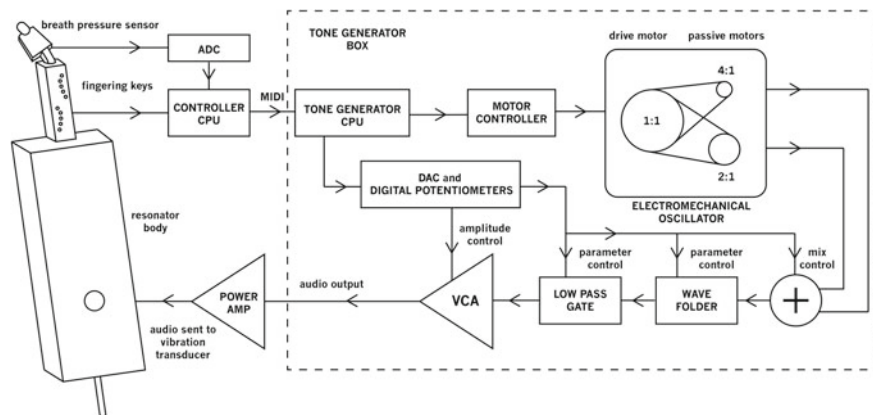 breath pressure sensor
ADC
fingering keys
CONTROLLER
CPU
MIDI
TONE GENERATOR
BOX
TONE GENERATOR
CPU
MOTOR
CONTROLLER
drive motor
passive motors
4:1
1:1
2:1
ELECTROMECHANICAL
OSCILLATOR
DAC and
DIGITAL POTENTIOMETERS
amplitude
control
parameter
control
parameter
control
mix
control
resonator
body
POWER
AMP
audio output
VCA
LOW PASS
GATE
WAVE
FOLDER
+
audio sent to
vibration
transducer